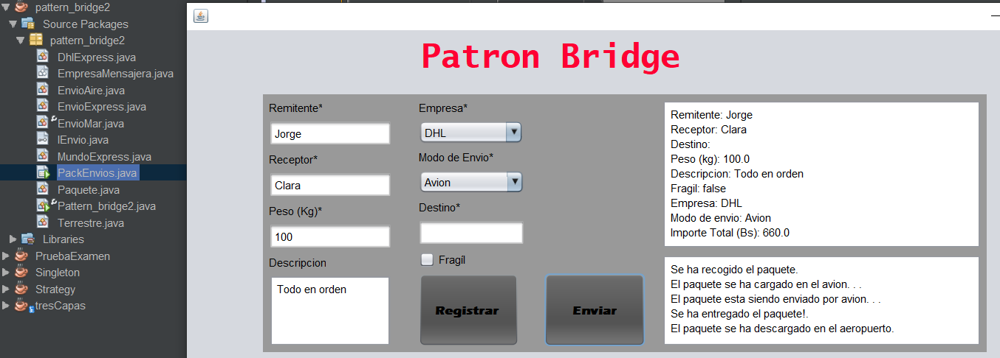 pattern_bridge2
Source Packages
pattern_bridge2
DhlExpress.java
EmpresaMensajera.java
EnvioAire.java
EnvioExpress.java
EnvioMar.java
IEnvio.java
MundoExpress.java
PackEnvios.java
Paquete.java
Pattern_bridge2.java
Terrestre.java
Libraries
PruebaExamen
Singleton
Strategy
tresCapas
Patron Bridge
Remitente*
Jorge
Receptor*
Clara
Peso (Kg)*
100
Descripcion
Todo en orden
Empresa*
DHL
Modo de Envio*
Avion
Destino*
Fragíl
Registrar
Enviar
Remitente: Jorge
Receptor: Clara
Destino:
Peso (kg): 100.0
Descripcion: Todo en orden
Fragil: false
Empresa: DHL
Modo de envio: Avion
Importe Total (Bs): 660.0
Se ha recogido el paquete.
El paquete se ha cargado en el avion. . .
El paquete esta siendo enviado por avion. . .
Se ha entregado el paquete!.
El paquete se ha descargado en el aeropuerto.